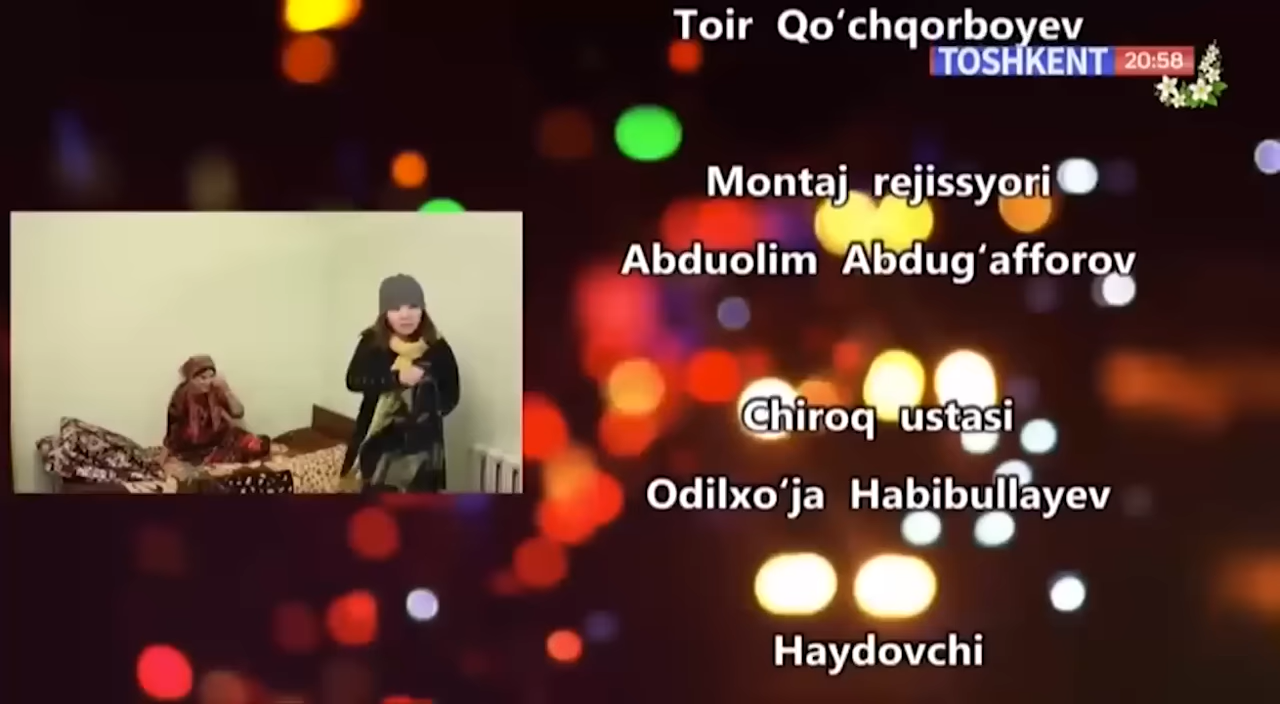 Toir Qo‘chqorboyev
TOSHKENT 20:58
Montaj rejissyori
Abduolim Abdug‘afforov
Chiroq ustasi
Odilxo‘ja Habibullayev
Haydovchi